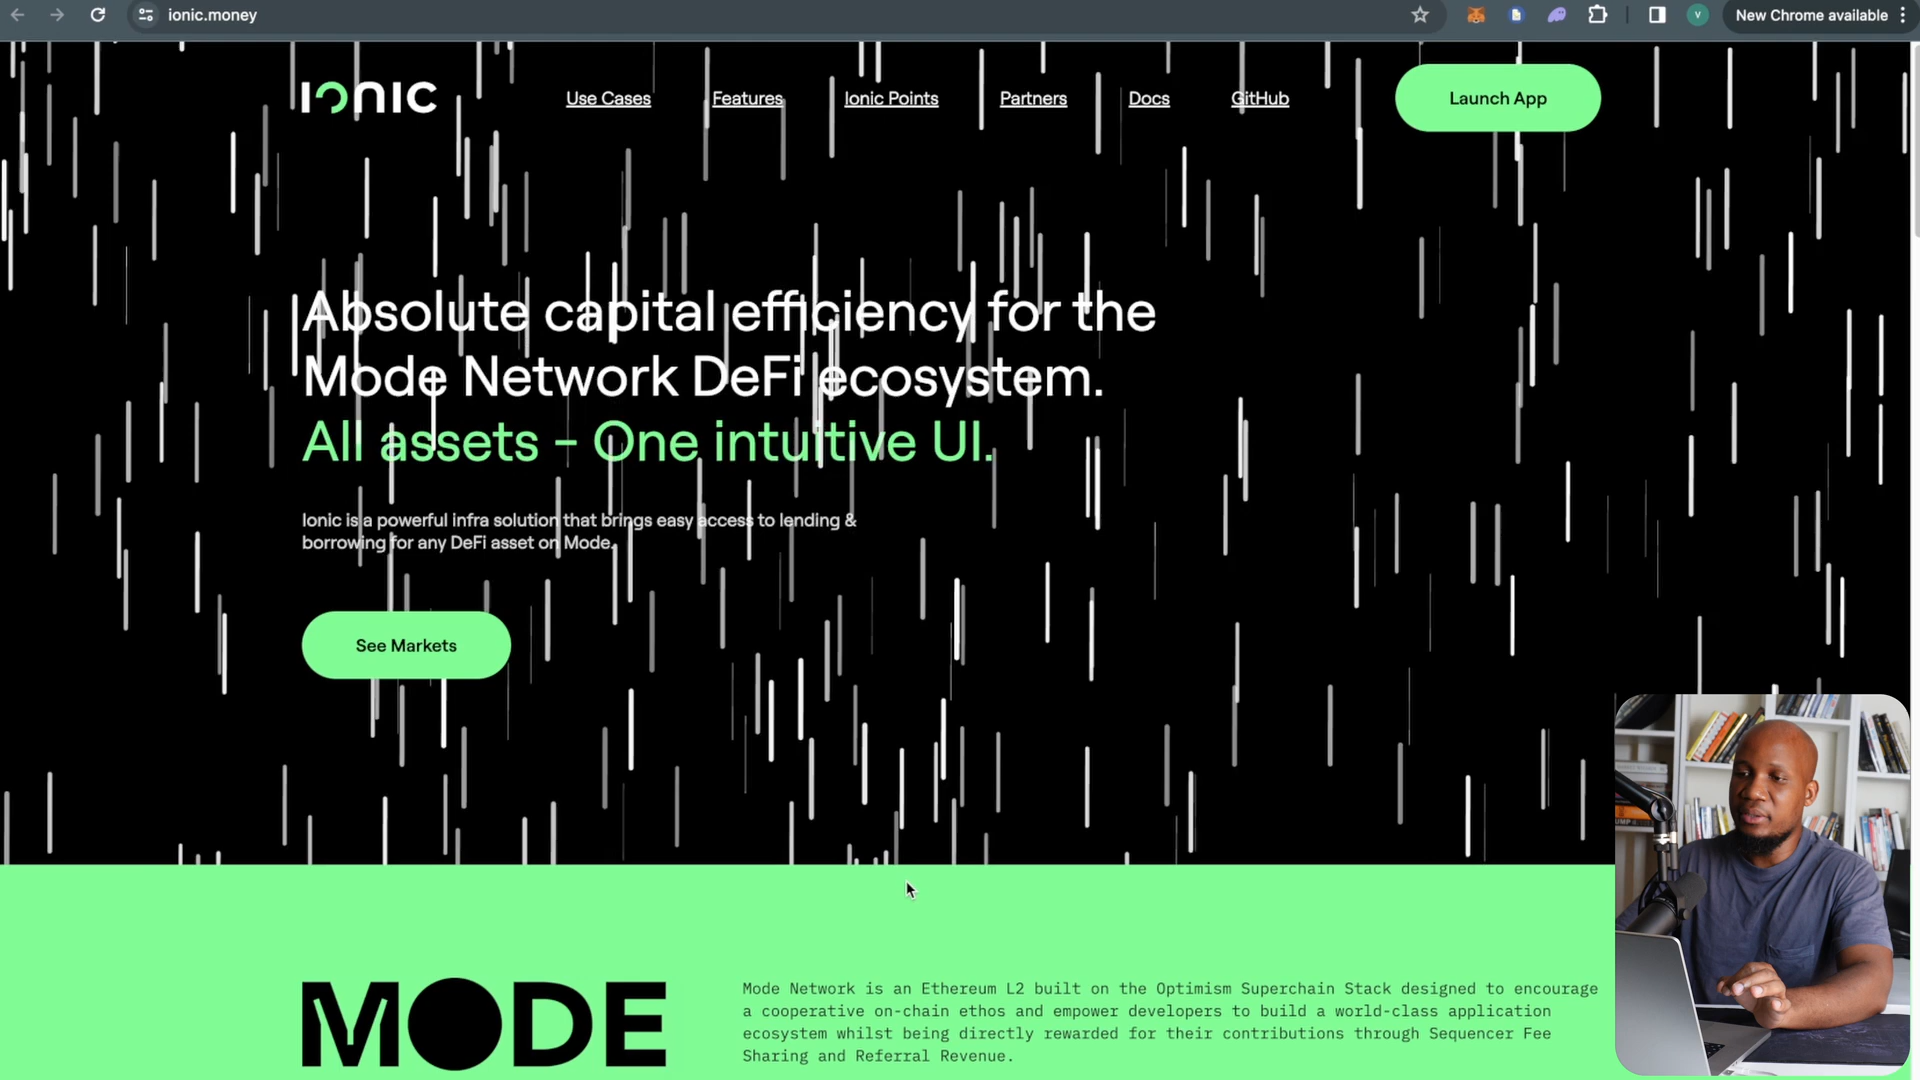 ionic.money
V
New Chrome available
IONIC
Use Cases
Features
Ionic Points
Partners
Docs
GitHub
Launch App
Absolute capital efficiency for the
Mode Network DeFi ecosystem.
All assets – One intuitive UI.
Ionic is a powerful infra solution that brings easy access to lending &
borrowing for any DeFi asset on Mode.
See Markets
MODE
Mode Network is an Ethereum L2 built on the Optimism Superchain Stack designed to encourage
a cooperative on-chain ethos and empower developers to build a world-class application
ecosystem whilst being directly rewarded for their contributions through Sequencer Fee
Sharing and Referral Revenue.